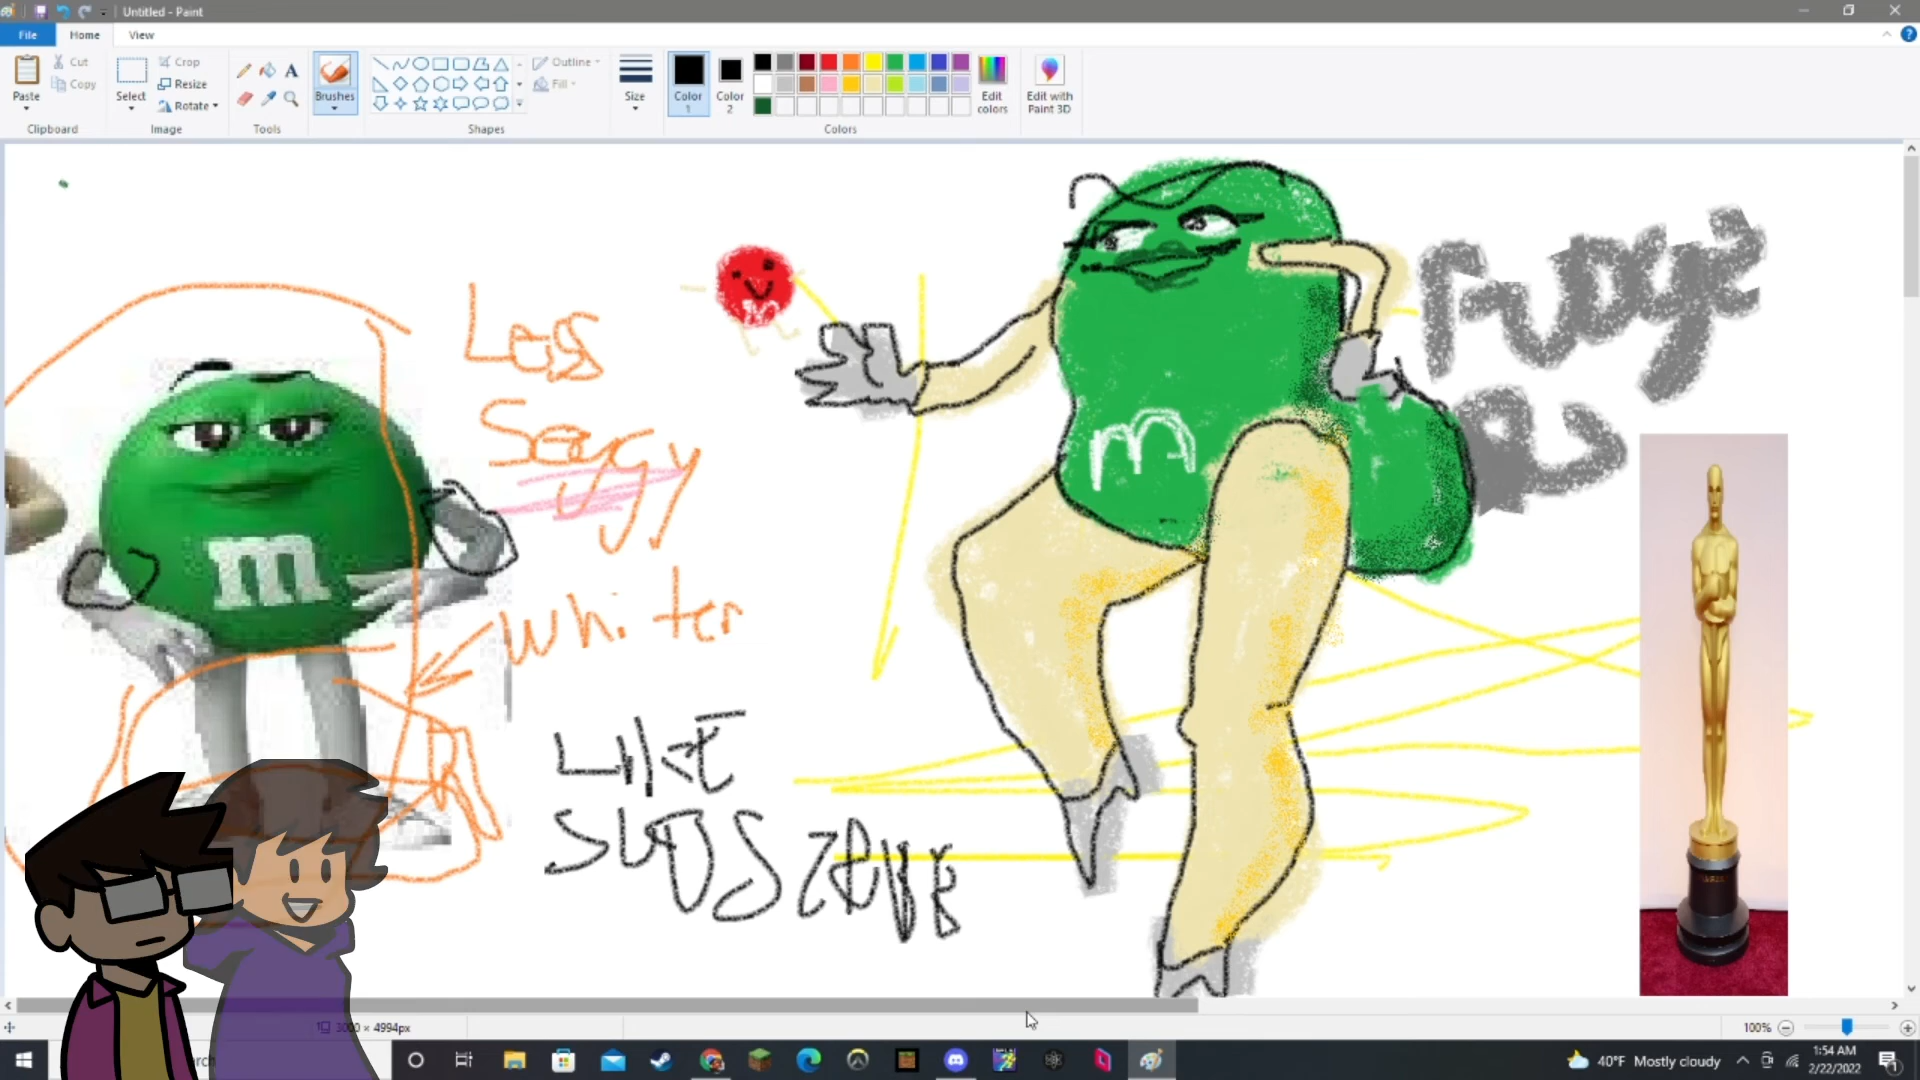 Untitled - Paint
File Home View
Paste
Cut
Copy
Clipboard
Select
Crop
Resize
Rotate
Image
Tools
Brushes
Shapes
Outline
Fill
Size
Color 1
Color 2
Colors
Edit colors
Edit with Paint 3D
Less
m
m
Whiter
LIKE
3000 × 4994px
100%
40°F Mostly cloudy
1:54 AM
2/22/2022